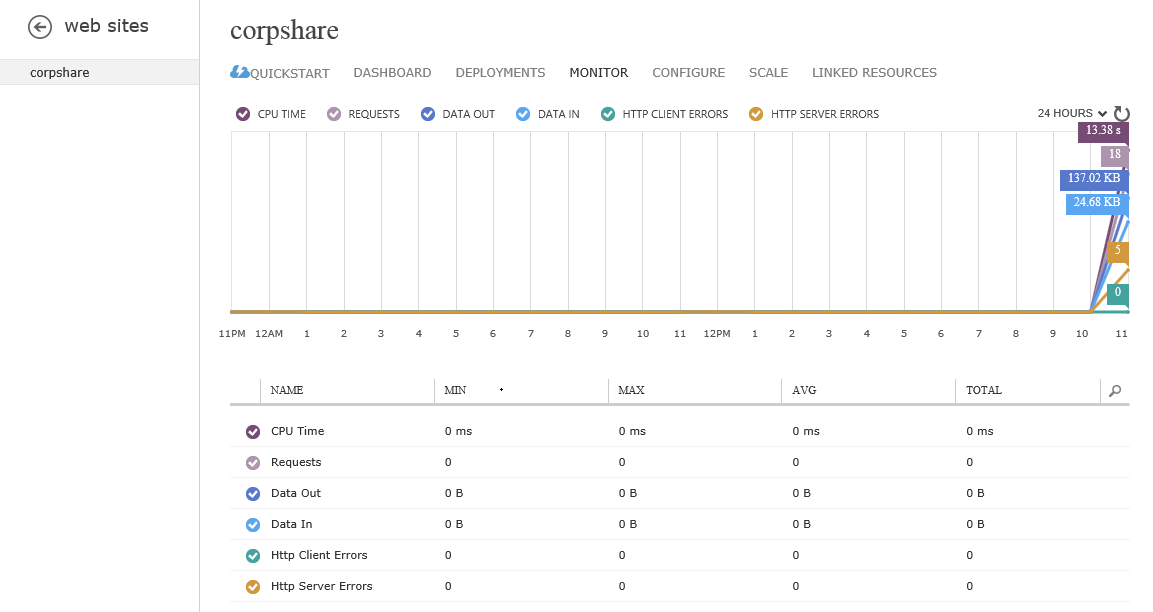 web sites
corpshare
corpshare
QUICKSTART DASHBOARD DEPLOYMENTS MONITOR CONFIGURE SCALE LINKED RESOURCES
CPU TIME REQUESTS DATA OUT DATA IN HTTP CLIENT ERRORS HTTP SERVER ERRORS 24 HOURS
13.38 s
18
137.02 KB
24.68 KB
5
0
11PM 12AM 1 2 3 4 5 6 7 8 9 10 11 12PM 1 2 3 4 5 6 7 8 9 10 11
NAME MIN MAX AVG TOTAL
CPU Time 0 ms 0 ms 0 ms 0 ms
Requests 0 0 0 0
Data Out 0 B 0 B 0 B 0 B
Data In 0 B 0 B 0 B 0 B
Http Client Errors 0 0 0 0
Http Server Errors 0 0 0 0